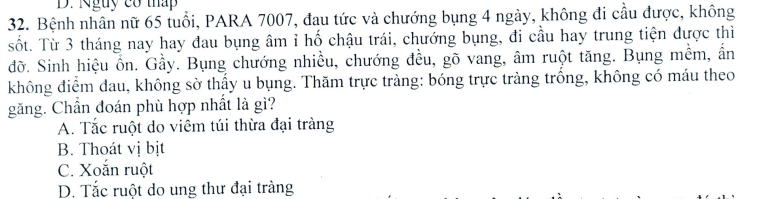 D. Nguy cơ thấp
32. Bệnh nhân nữ 65 tuổi, PARA 7007, đau tức và chướng bụng 4 ngày, không đi cầu được, không
sốt. Từ 3 tháng nay hay đau bụng âm ỉ hố chậu trái, chướng bụng, đi cầu hay trung tiện được thì
đỡ. Sinh hiệu ổn. Gầy. Bụng chướng nhiều, chướng đều, gõ vang, âm ruột tăng. Bụng mềm, ấn
không điểm đau, không sờ thấy u bụng. Thăm trực tràng: bóng trực tràng trống, không có máu theo
găng. Chẩn đoán phù hợp nhất là gì?
A. Tắc ruột do viêm túi thừa đại tràng
B. Thoát vị bịt
C. Xoắn ruột
D. Tắc ruột do ung thư đại tràng